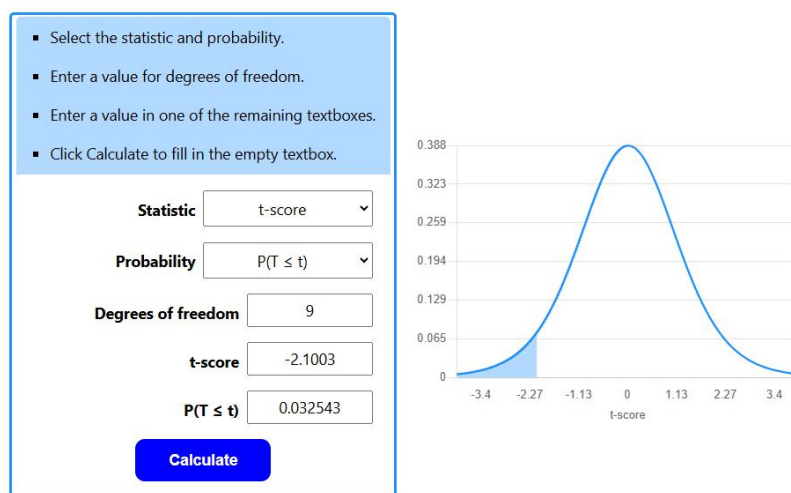 ▪ Select the statistic and probability.
▪ Enter a value for degrees of freedom.
▪ Enter a value in one of the remaining textboxes.
▪ Click Calculate to fill in the empty textbox.
Statistic t-score
Probability P(T ≤ t)
Degrees of freedom 9
t-score -2.1003
P(T ≤ t) 0.032543
Calculate
0.388
0.323
0.259
0.194
0.129
0.065
0
-3.4 -2.27 -1.13 0 1.13 2.27 3.4
t-score